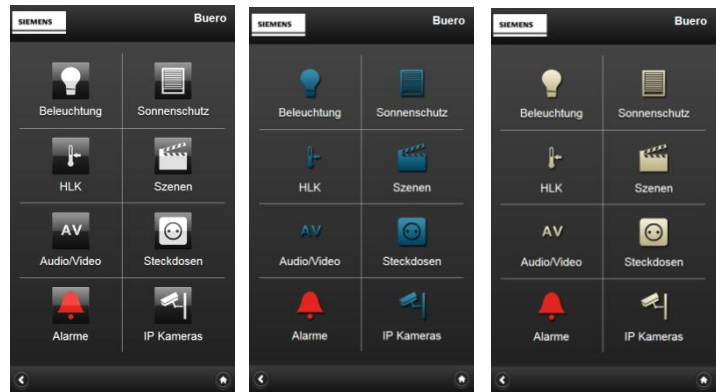 SIEMENS Buero
Beleuchtung Sonnenschutz
HLK Szenen
AV
Audio/Video Steckdosen
Alarme IP Kameras
SIEMENS Buero
Beleuchtung Sonnenschutz
HLK Szenen
AV
Audio/Video Steckdosen
Alarme IP Kameras
SIEMENS Buero
Beleuchtung Sonnenschutz
HLK Szenen
AV
Audio/Video Steckdosen
Alarme IP Kameras